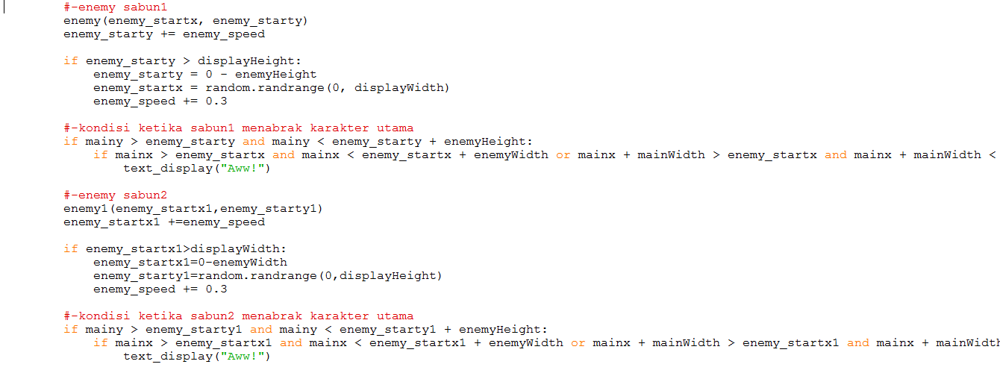 #-enemy sabun1
enemy(enemy_startx, enemy_starty)
enemy_starty += enemy_speed
if enemy_starty > displayHeight:
enemy_starty = 0 - enemyHeight
enemy_startx = random.randrange(0, displayWidth)
enemy_speed += 0.3
#-kondisi ketika sabun1 menabrak karakter utama
if mainy > enemy_starty and mainy < enemy_starty + enemyHeight:
if mainx > enemy_startx and mainx < enemy_startx + enemyWidth or mainx + mainWidth > enemy_startx and mainx + mainWidth <
text_display("Aww!")
#-enemy sabun2
enemy1(enemy_startx1,enemy_starty1)
enemy_startx1 +=enemy_speed
if enemy_startx1>displayWidth:
enemy_startx1=0-enemyWidth
enemy_starty1=random.randrange(0,displayHeight)
enemy_speed += 0.3
#-kondisi ketika sabun2 menabrak karakter utama
if mainy > enemy_starty1 and mainy < enemy_starty1 + enemyHeight:
if mainx > enemy_startx1 and mainx < enemy_startx1 + enemyWidth or mainx + mainWidth > enemy_startx1 and mainx + mainWidth
text_display("Aww!")